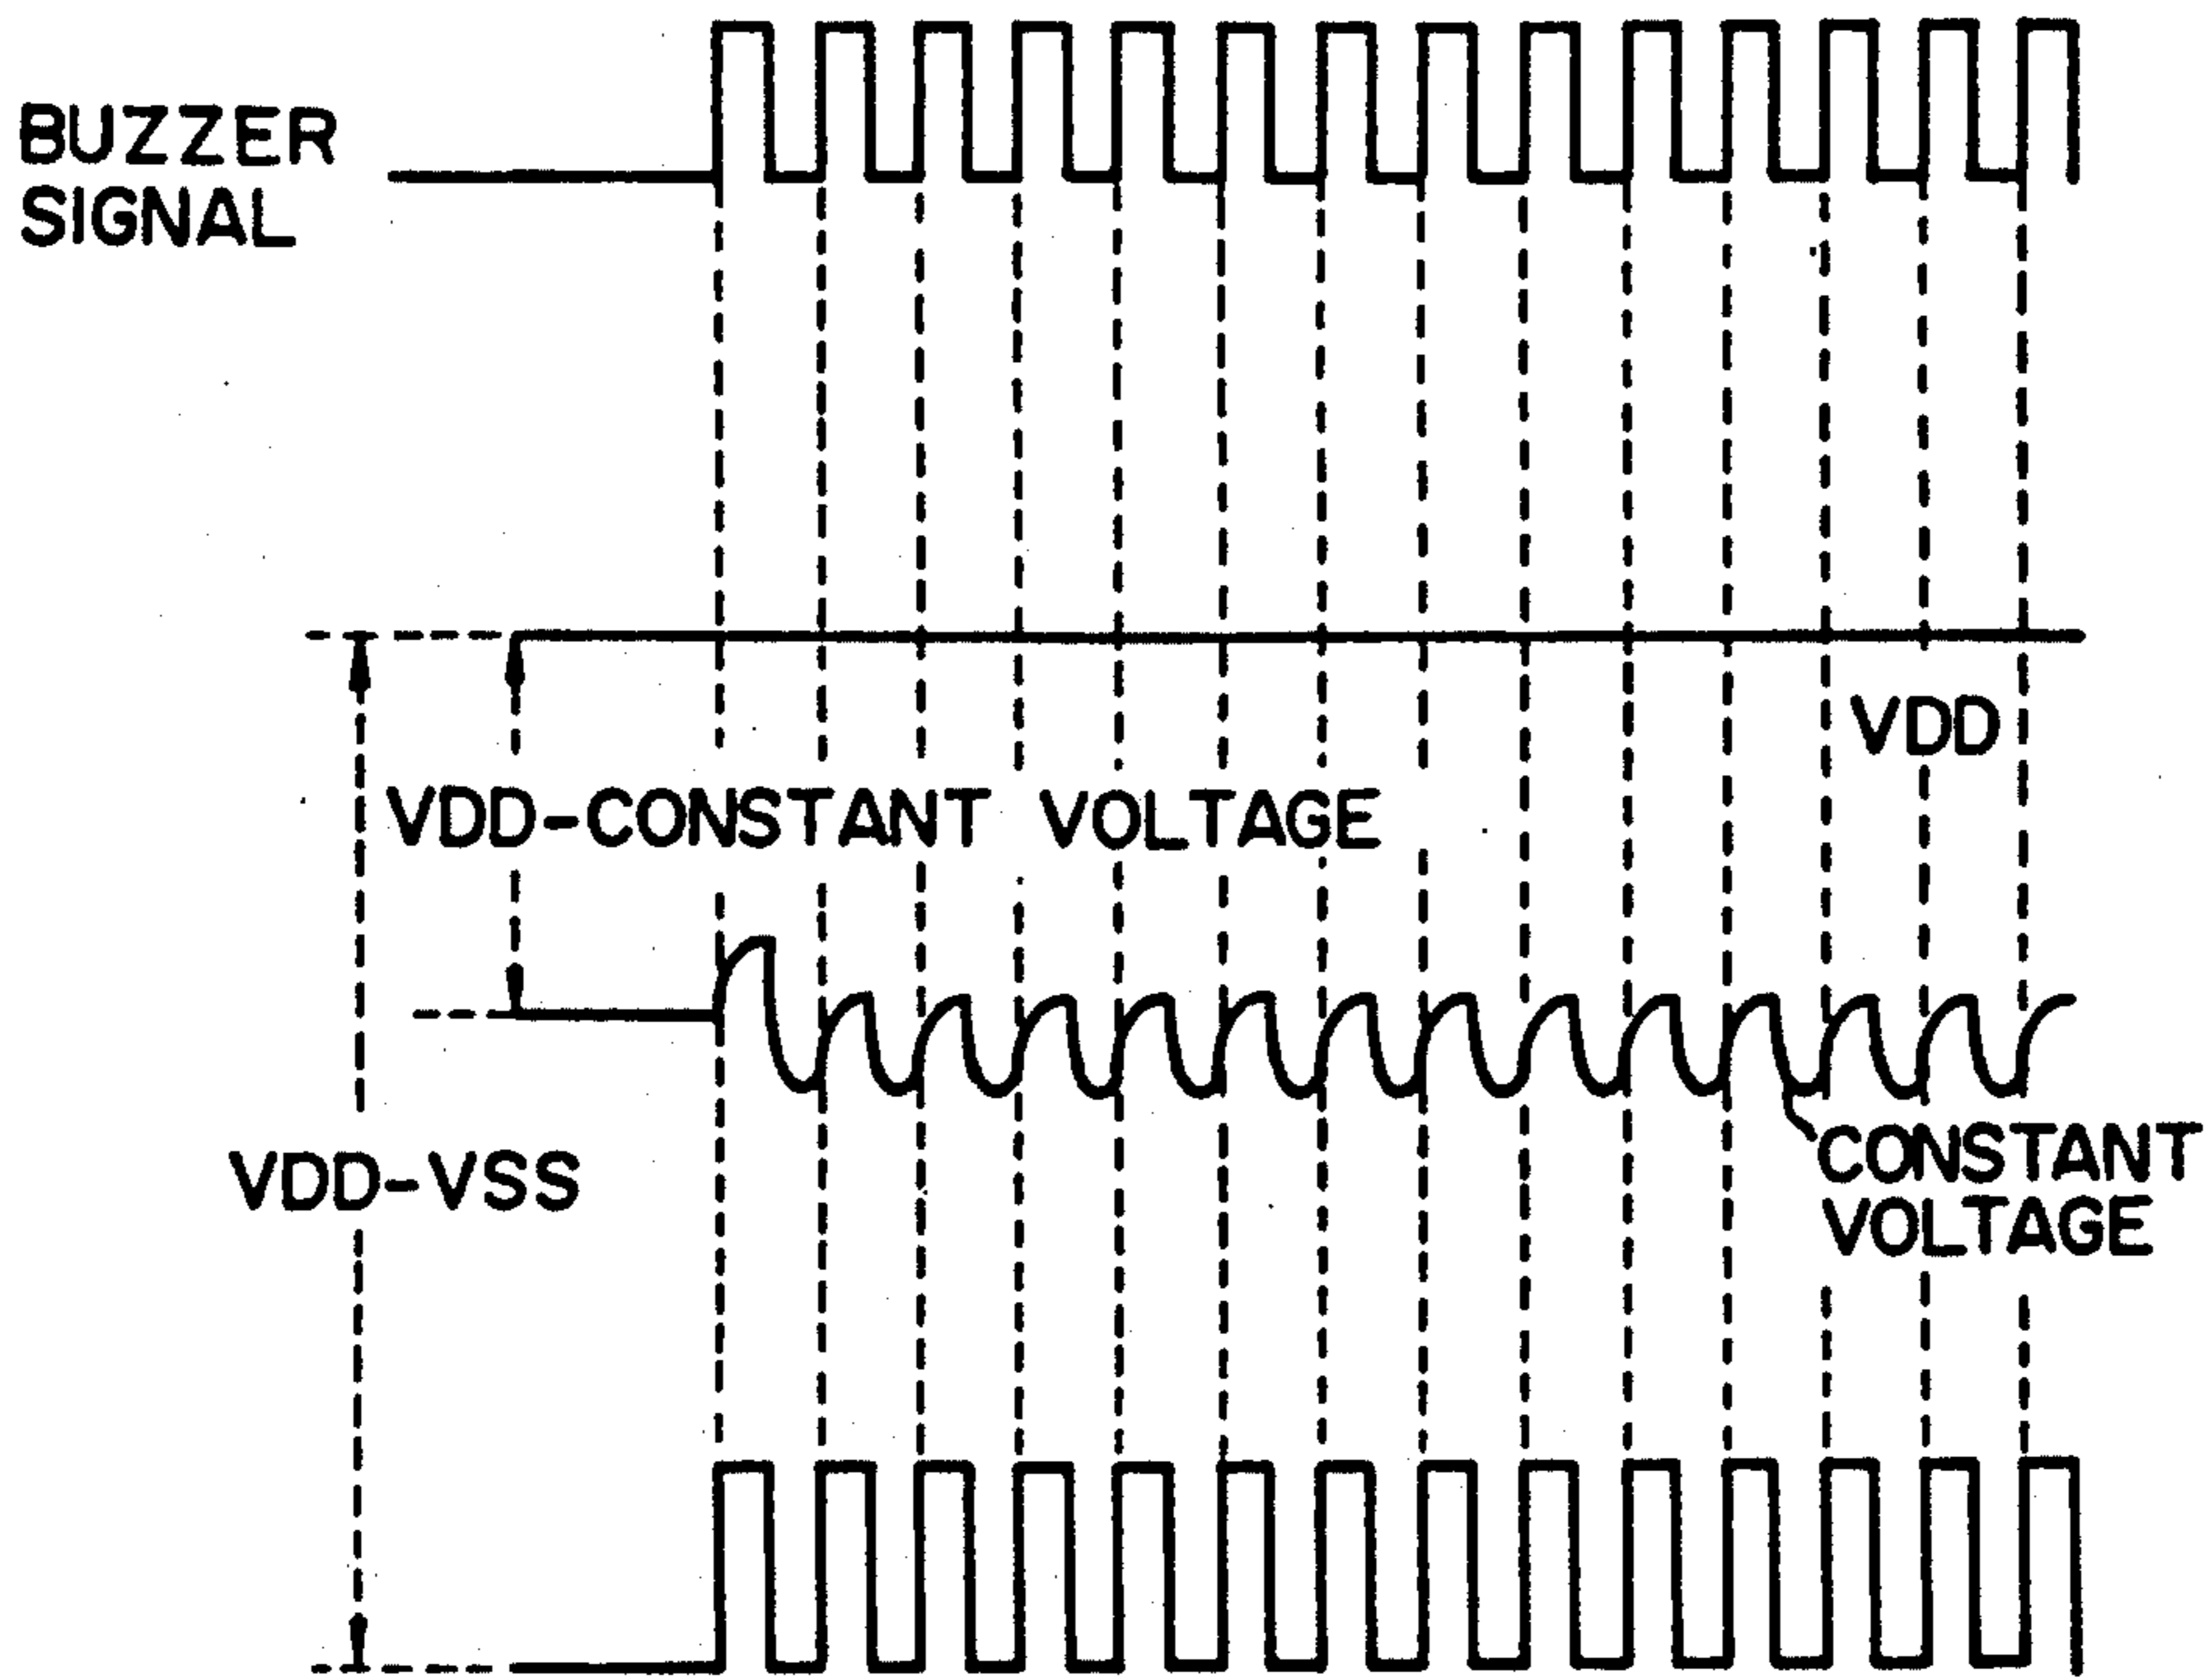 BUZZER
SIGNAL
VDD
VDD-CONSTANT VOLTAGE
CONSTANT
VOLTAGE
VDD-VSS